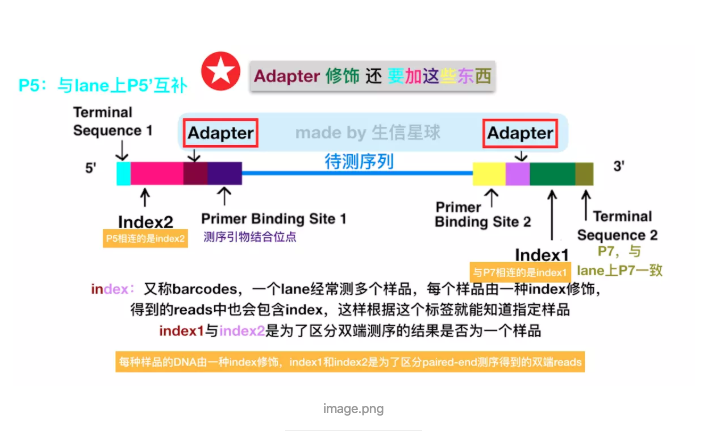 P5：与lane上P5'互补
Adapter 修饰 还 要加这些东西
Terminal
Sequence 1
Adapter
made by 生信星球
Adapter
待测序列
5'
3'
Index2
P5相连的是index2
Primer Binding Site 1
测序引物结合位点
Primer
Binding Site 2
Index1
与P7相连的是index1
Terminal
Sequence 2
P7，与
lane上P7一致
index：又称barcodes，一个lane经常测多个样品，每个样品由一种index修饰，
得到的reads中也会包含index，这样根据这个标签就能知道指定样品
index1与index2是为了区分双端测序的结果是否为一个样品
每种样品的DNA由一种index修饰，index1和index2是为了区分paired-end测序得到的双端reads
image.png